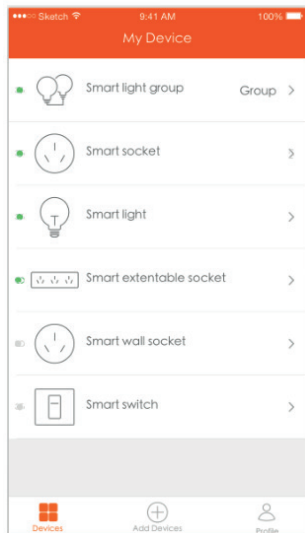 Sketch 9:41 AM 100%
My Device
Smart light group Group
Smart socket
Smart light
Smart extentable socket
Smart wall socket
Smart switch
Devices Add Devices Profile